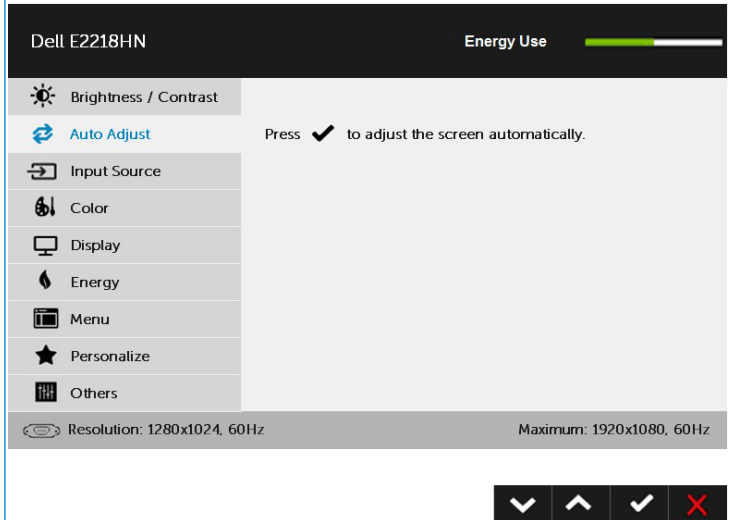 Dell E2218HN
Energy Use
Brightness / Contrast
Auto Adjust
Press to adjust the screen automatically.
Input Source
Color
Display
Energy
Menu
Personalize
Others
Resolution: 1280x1024, 60Hz
Maximum: 1920x1080, 60Hz